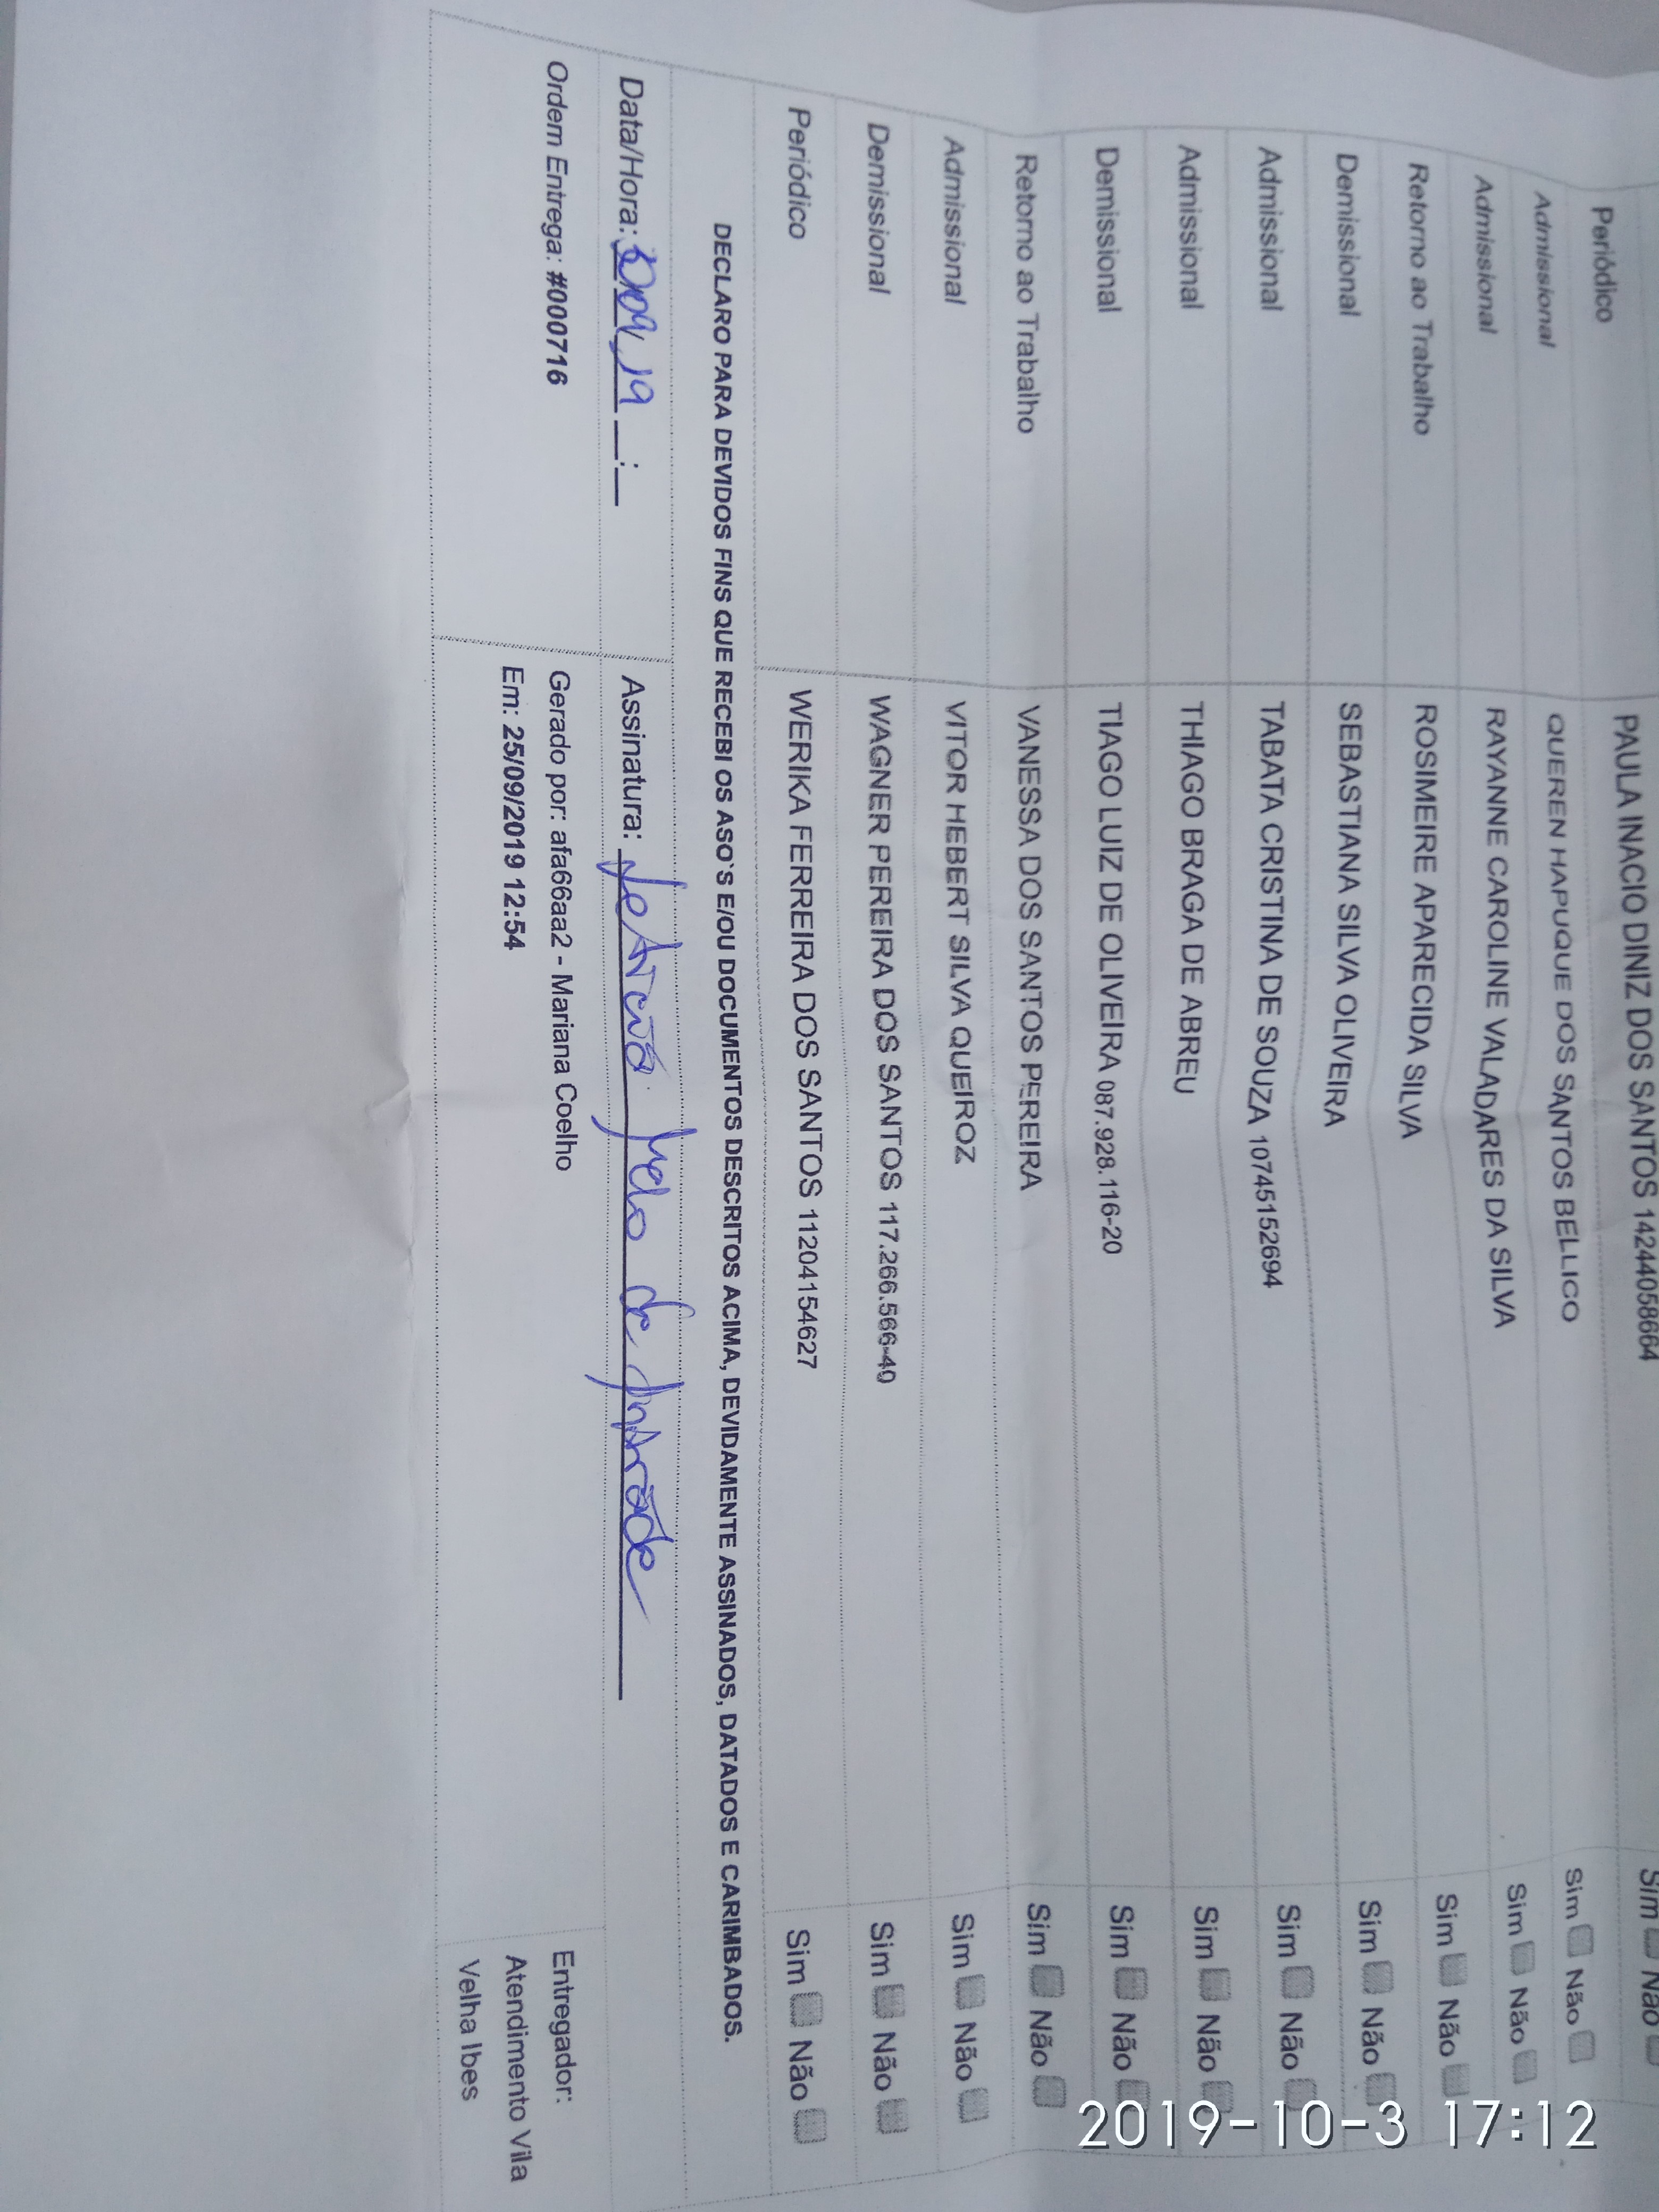 PAULA INACIO DINIZ DOS SANTOS 14244058664 Sim Não
Periódico QUEREN HAPUQUE DOS SANTOS BELLICO Sim Não
Admissional RAYANNE CAROLINE VALADARES DA SILVA Sim Não
Admissional ROSIMEIRE APARECIDA SILVA Sim Não
Retorno ao Trabalho SEBASTIANA SILVA OLIVEIRA Sim Não
Demissional TABATA CRISTINA DE SOUZA 10745152694 Sim Não
Admissional THIAGO BRAGA DE ABREU Sim Não
Admissional TIAGO LUIZ DE OLIVEIRA 087.928.116-20 Sim Não
Demissional VANESSA DOS SANTOS PEREIRA Sim Não
Retorno ao Trabalho VITOR HEBERT SILVA QUEIROZ Sim Não
Admissional WAGNER PEREIRA DOS SANTOS 117.266.566-40 Sim Não
Demissional WERIKA FERREIRA DOS SANTOS 11204154627 Sim Não
Periódico
DECLARO PARA DEVIDOS FINS QUE RECEBI OS ASO`S E/OU DOCUMENTOS DESCRITOS ACIMA, DEVIDAMENTE ASSINADOS, DATADOS E CARIMBADOS.
Data/Hora: 19 __:__ Assinatura: Leticia Melo de Andrade
Ordem Entrega: #000716 Gerado por: afa66aa2 - Mariana Coelho Entregador:
Em: 25/09/2019 12:54 Atendimento Vila
Velha Ibes
2019-10-3 17:12